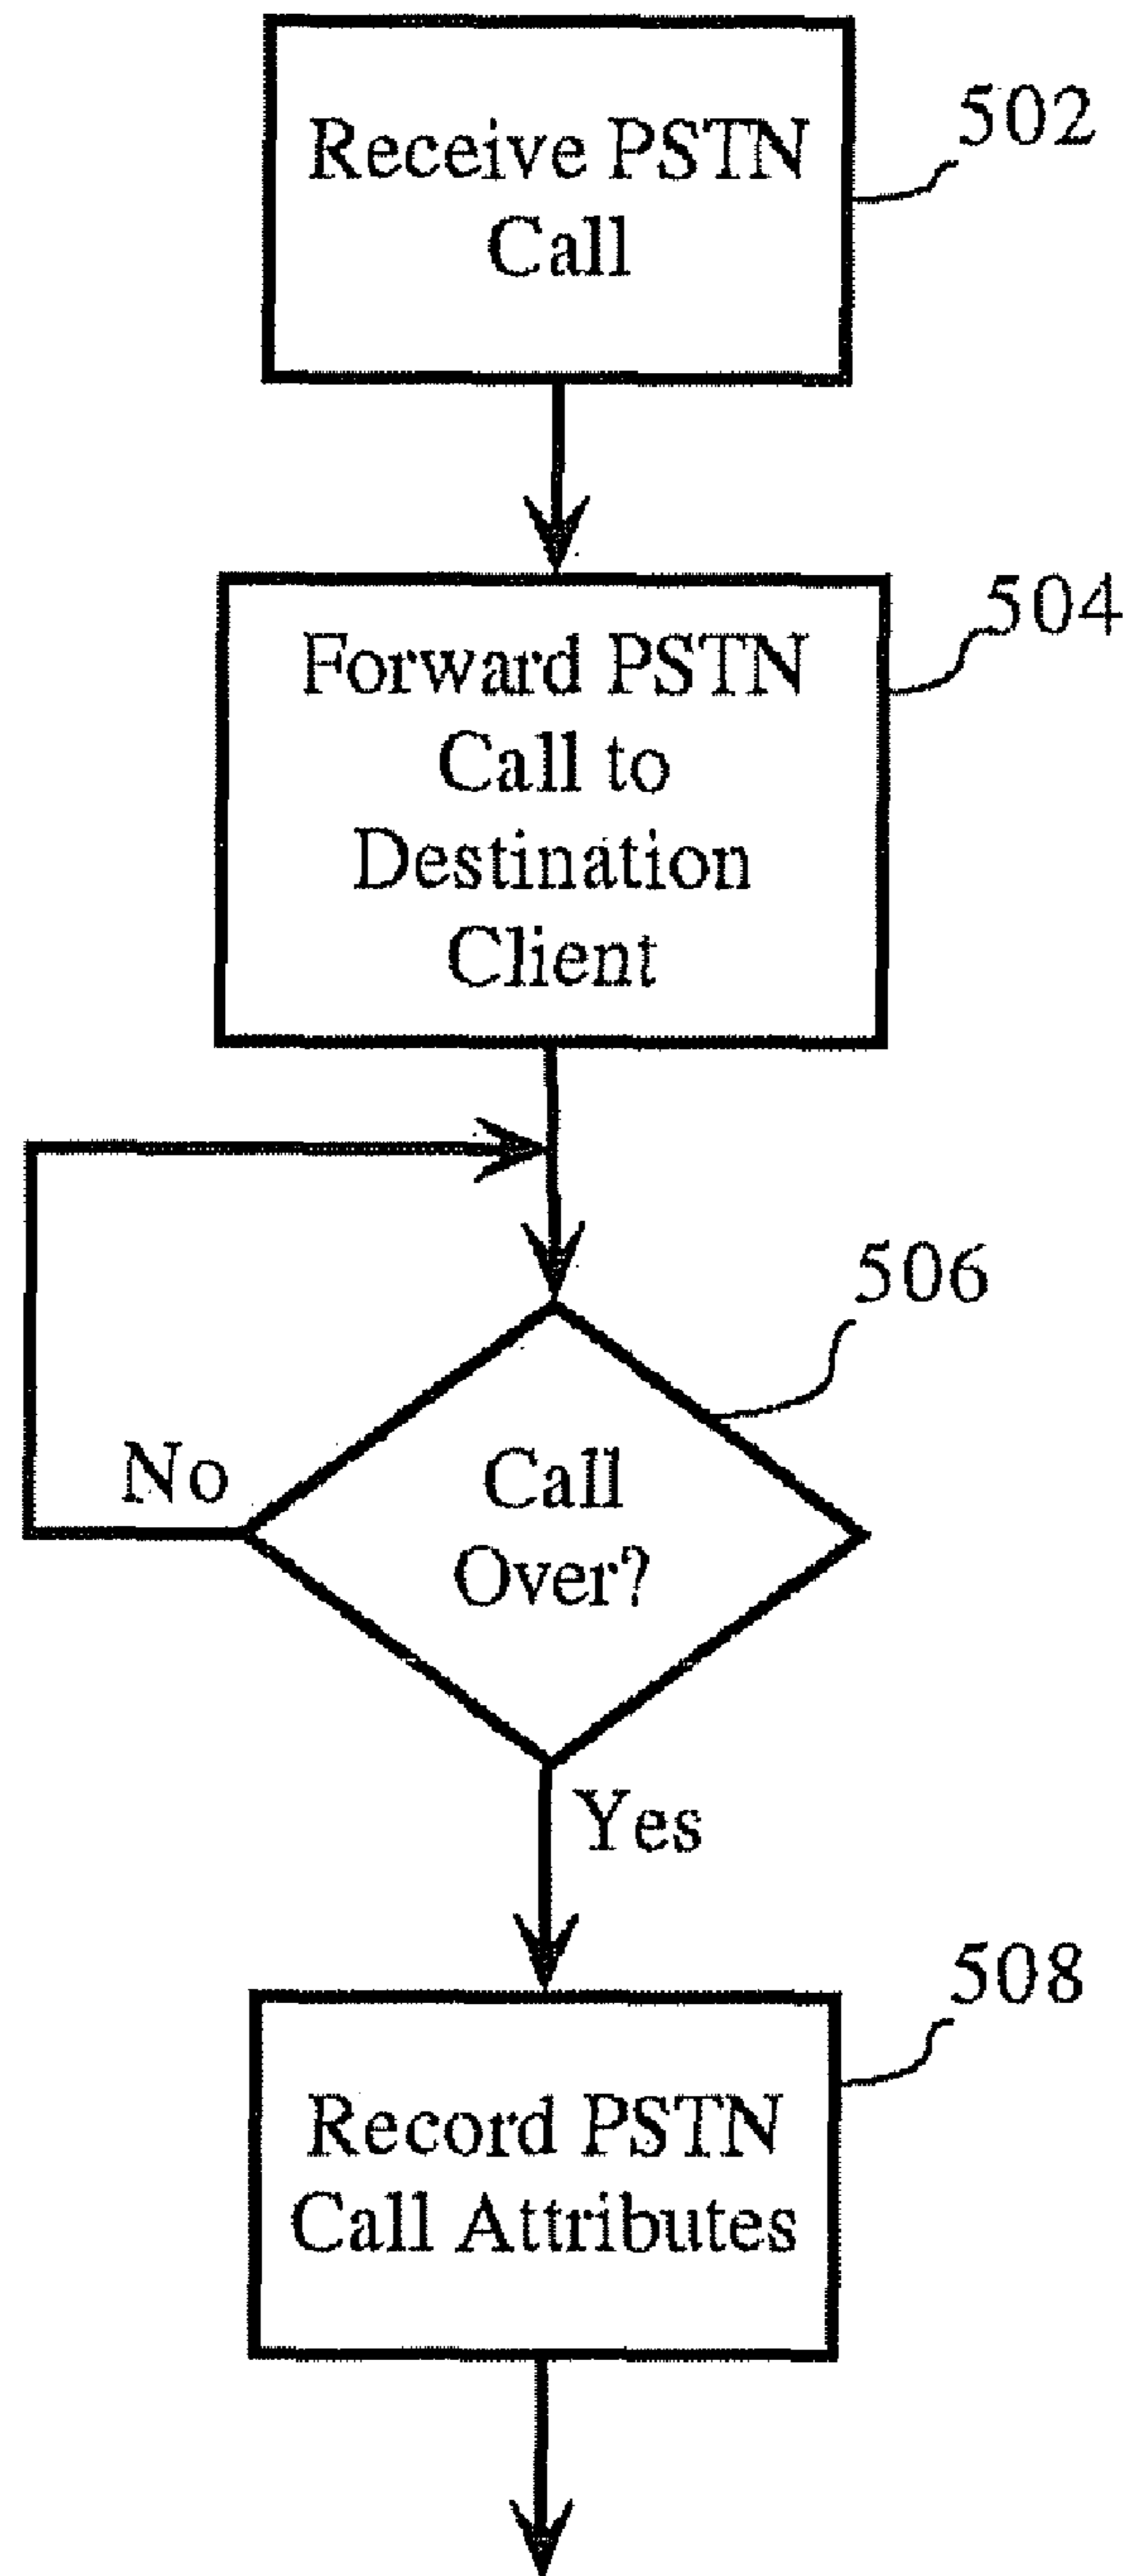 Receive PSTN
Call
502
Forward PSTN
Call to
Destination
Client
504
506
Call
Over?
No
Yes
508
Record PSTN
Call Attributes